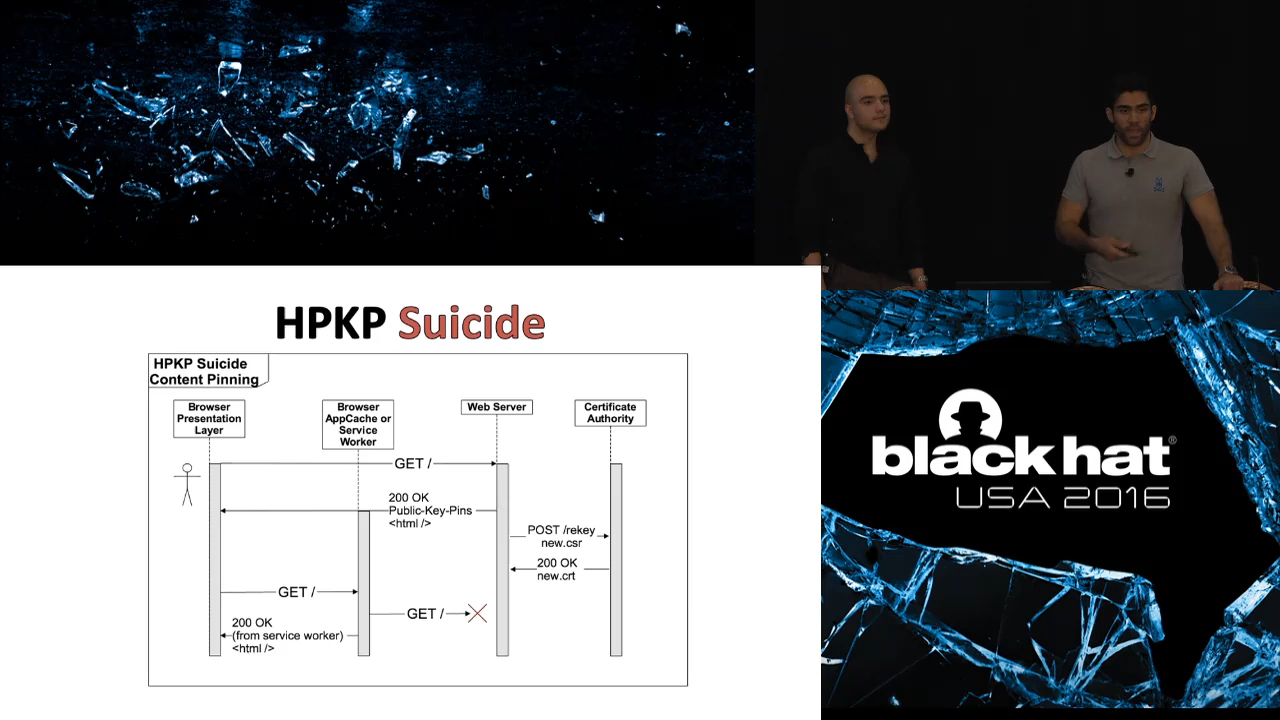 HPKP Suicide
HPKP Suicide
Content Pinning
Browser
Presentation
Layer
Browser
AppCache or
Service
Worker
Web Server
Certificate
Authority
GET /
200 OK
Public-Key-Pins
<html />
POST /rekey
new.csr
200 OK
new.crt
GET /
GET /
200 OK
(from service worker)
<html />
black hat®
USA 2016